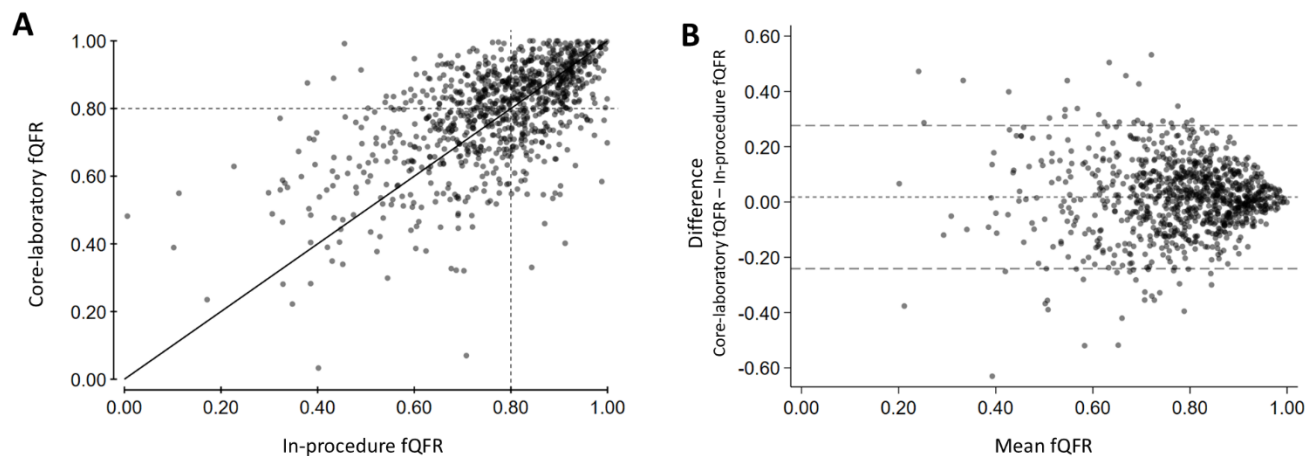 A
Core-laboratory fQFR
1.00
0.80
0.60
0.40
0.20
0.00
0.00 0.20 0.40 0.60 0.80 1.00
In-procedure fQFR
B
Difference
Core-laboratory fQFR – In-procedure fQFR
0.60
0.40
0.20
0.00
-0.20
-0.40
-0.60
0.00 0.20 0.40 0.60 0.80 1.00
Mean fQFR